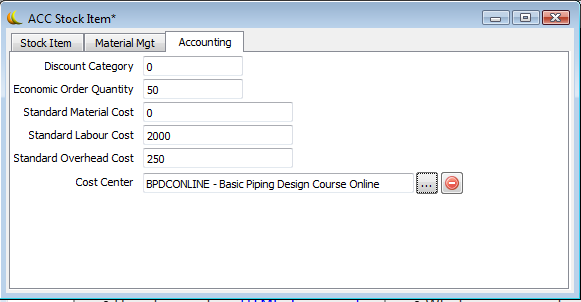 ACC Stock Item*
Stock Item Material Mgt Accounting
Discount Category 0
Economic Order Quantity 50
Standard Material Cost 0
Standard Labour Cost 2000
Standard Overhead Cost 250
Cost Center BPDCONLINE - Basic Piping Design Course Online ...